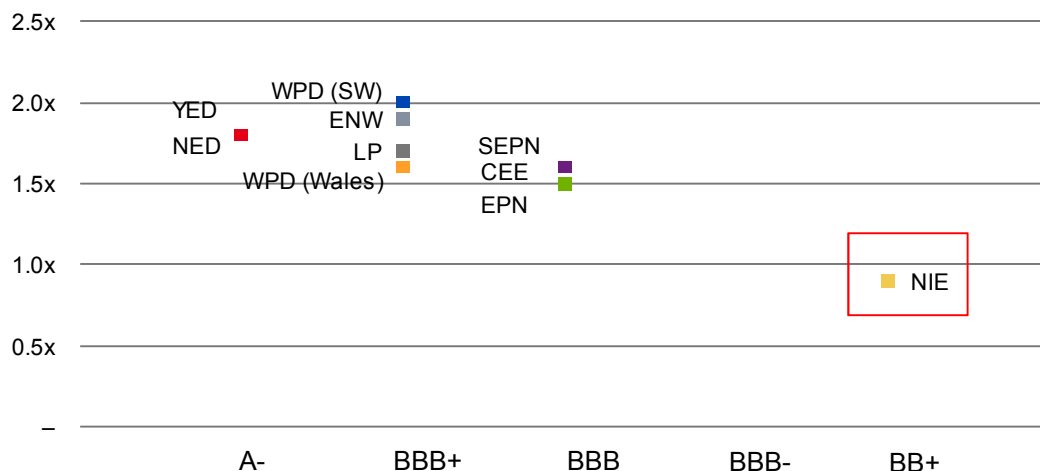 2.5x
2.0x
1.5x
1.0x
0.5x
–
YED
NED
WPD (SW)
ENW
LP
WPD (Wales)
SEPN
CEE
EPN
NIE
A-
BBB+
BBB
BBB-
BB+